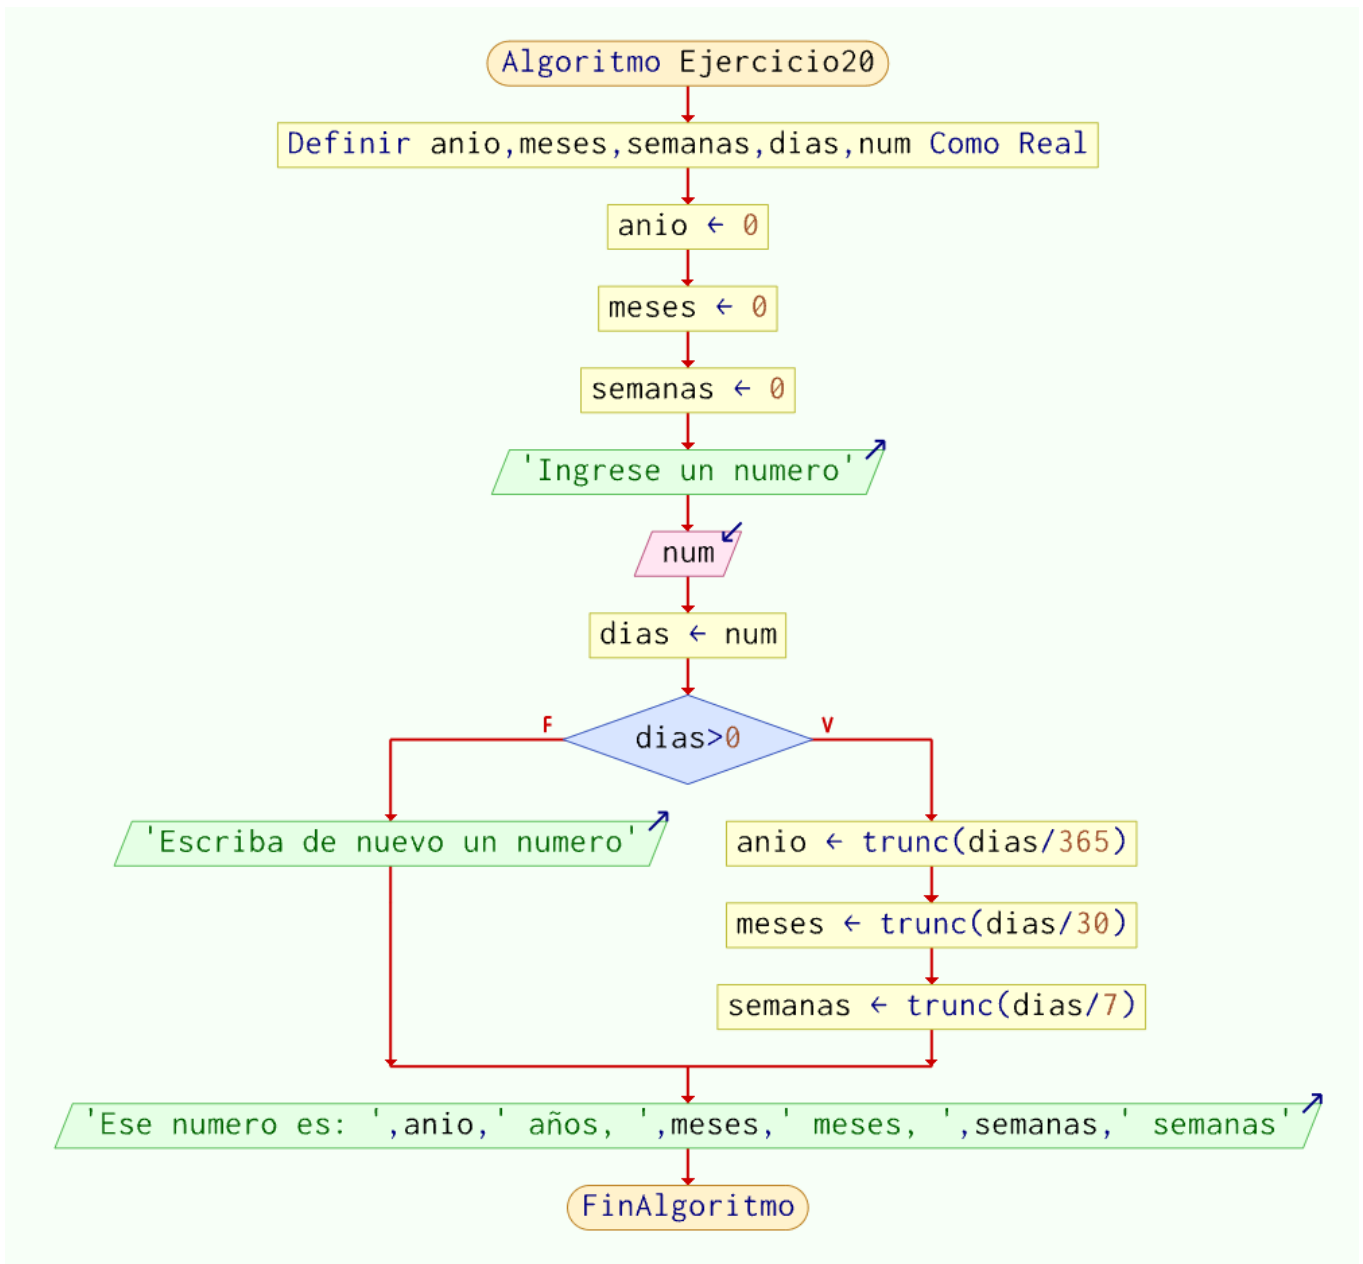 Algoritmo Ejercicio20
Definir anio,meses,semanas,dias,num Como Real
anio ← 0
meses ← 0
semanas ← 0
'Ingrese un numero'
num
dias ← num
F
dias>0
V
'Escriba de nuevo un numero'
anio ← trunc(dias/365)
meses ← trunc(dias/30)
semanas ← trunc(dias/7)
'Ese numero es: ',anio,' años, ',meses,' meses, ',semanas,' semanas'
FinAlgoritmo